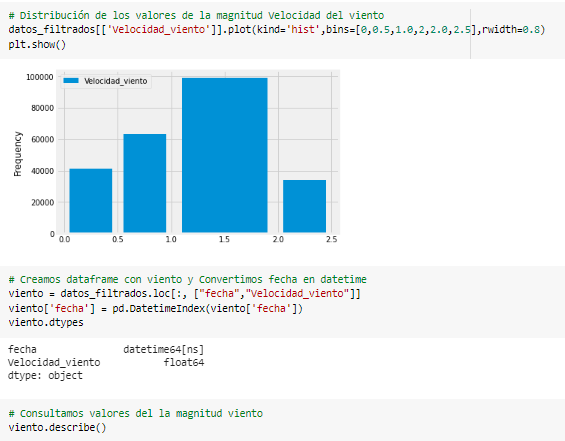 # Distribución de los valores de la magnitud Velocidad del viento
datos_filtrados[['Velocidad_viento']].plot(kind='hist',bins=[0,0.5,1.0,2,2.0,2.5],rwidth=0.8)
plt.show()
Velocidad_viento
100000
80000
60000
40000
20000
0
Frequency
0.0 0.5 1.0 1.5 2.0 2.5
# Creamos dataframe con viento y Convertimos fecha en datetime
viento = datos_filtrados.loc[:, ["fecha","Velocidad_viento"]]
viento['fecha'] = pd.DatetimeIndex(viento['fecha'])
viento.dtypes
fecha datetime64[ns]
Velocidad_viento float64
dtype: object
# Consultamos valores del la magnitud viento
viento.describe()